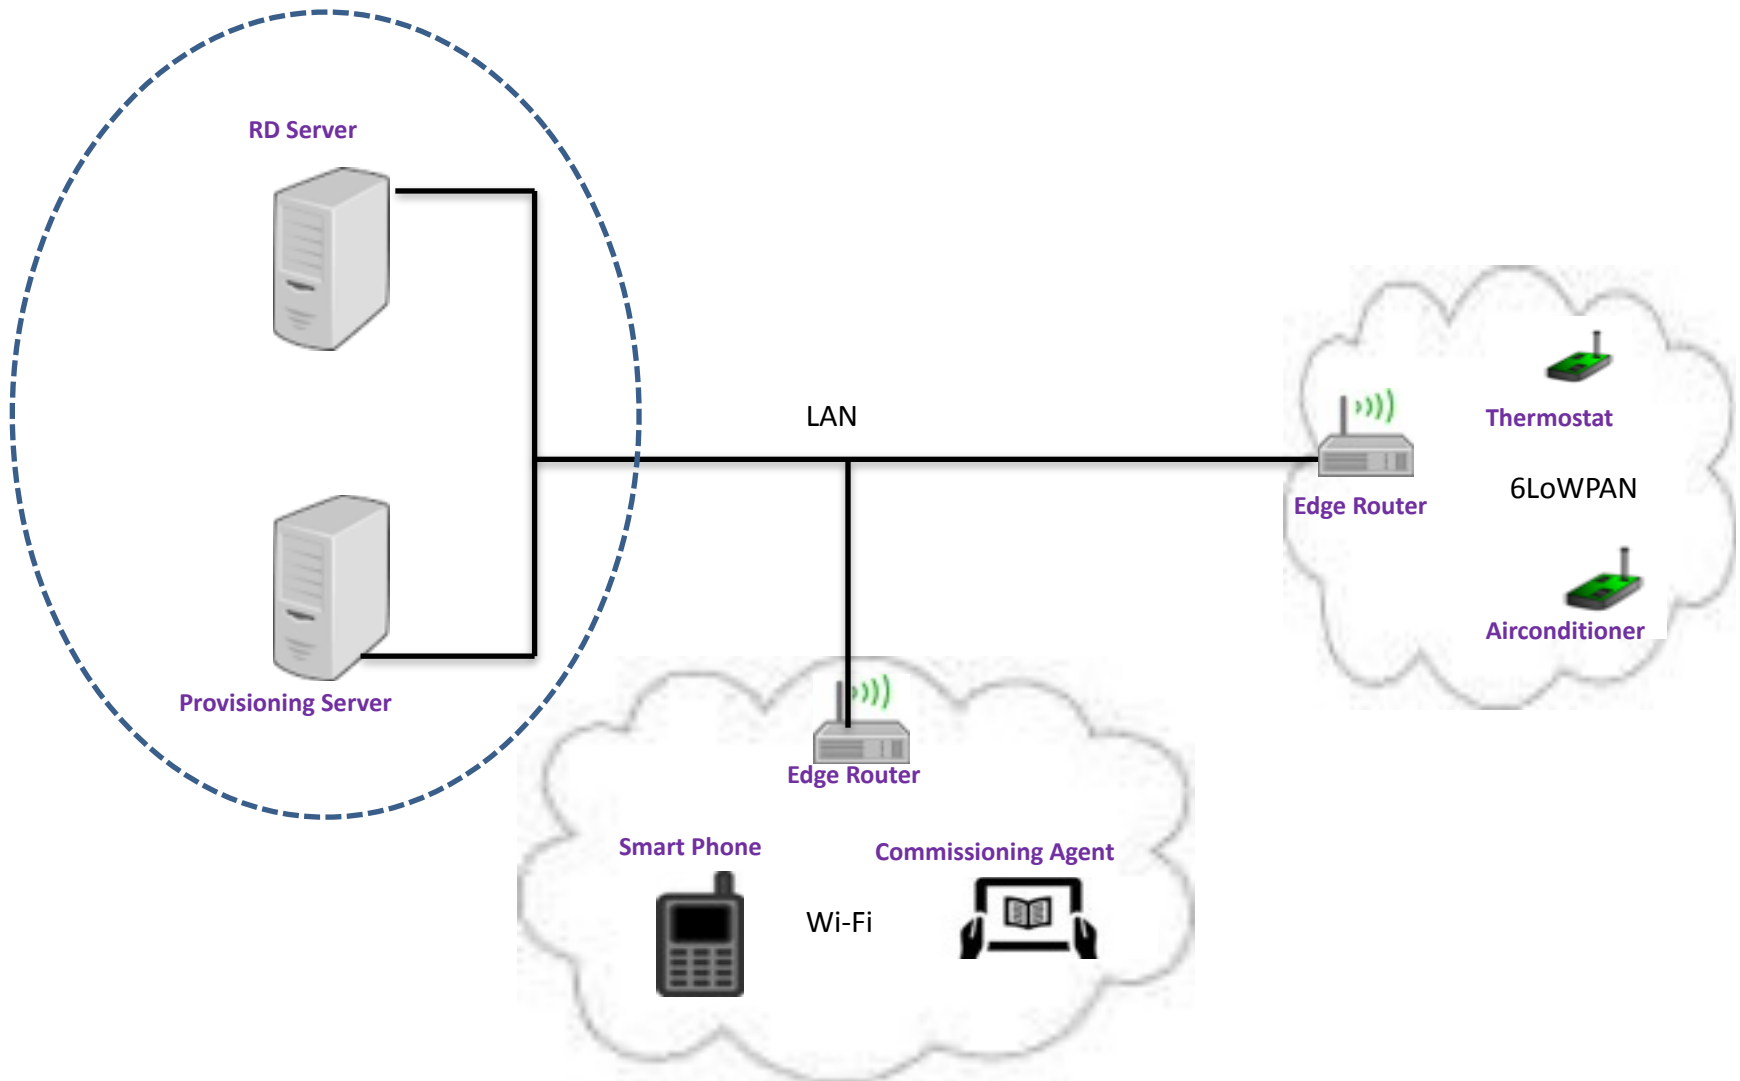 RD Server
LAN
Thermostat
6LoWPAN
Edge Router
Airconditioner
Provisioning Server
Edge Router
Smart Phone
Commissioning Agent
Wi-Fi